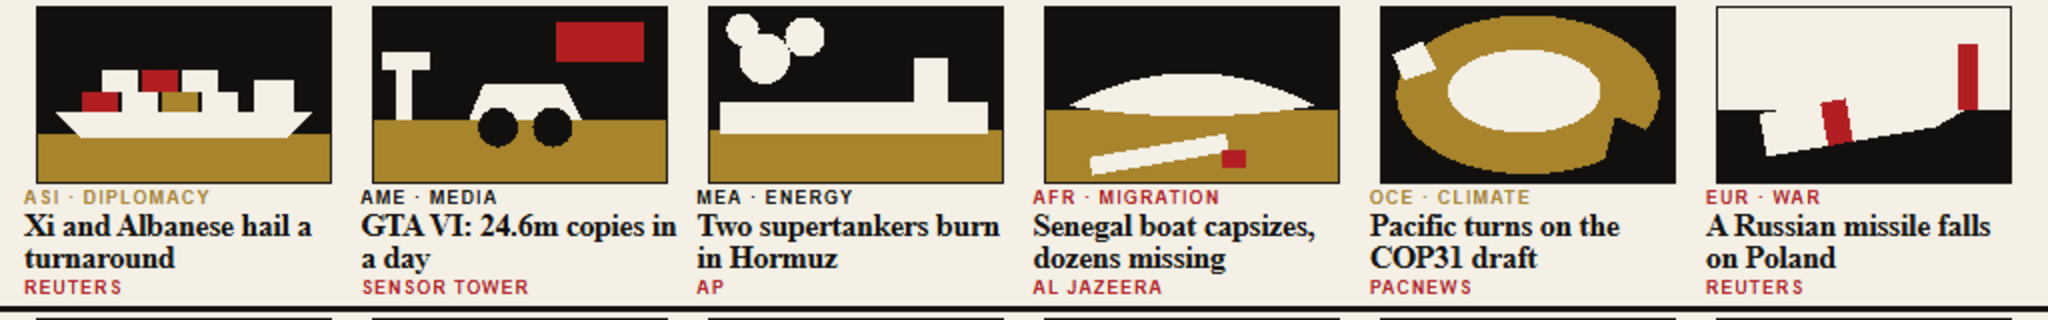 ASI · DIPLOMACY
Xi and Albanese hail a
turnaround
REUTERS
AME · MEDIA
GTA VI: 24.6m copies in
a day
SENSOR TOWER
MEA · ENERGY
Two supertankers burn
in Hormuz
AP
AFR · MIGRATION
Senegal boat capsizes,
dozens missing
AL JAZEERA
OCE · CLIMATE
Pacific turns on the
COP31 draft
PACNEWS
EUR · WAR
A Russian missile falls
on Poland
REUTERS